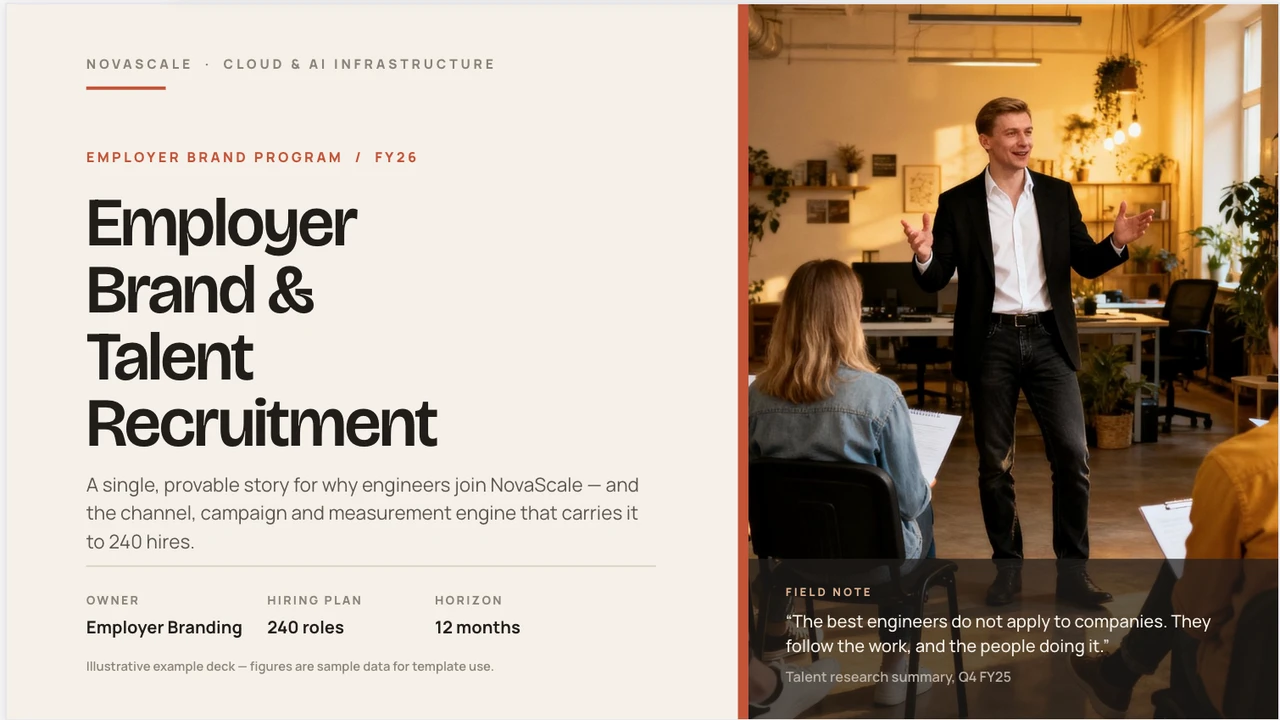 NOVASCALE · CLOUD & AI INFRASTRUCTURE
EMPLOYER BRAND PROGRAM / FY26
Employer
Brand &
Talent
Recruitment
A single, provable story for why engineers join NovaScale — and
the channel, campaign and measurement engine that carries it
to 240 hires.
OWNER
Employer Branding
HIRING PLAN
240 roles
HORIZON
12 months
Illustrative example deck — figures are sample data for template use.
FIELD NOTE
“The best engineers do not apply to companies. They
follow the work, and the people doing it.”
Talent research summary, Q4 FY25